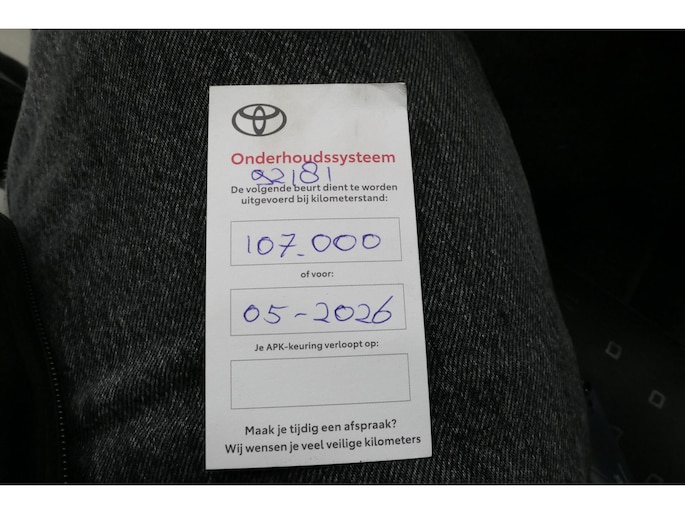 Onderhoudssysteem
92181
De volgende beurt dient te worden
uitgevoerd bij kilometerstand:
107.000
of voor:
05-2026
Je APK-keuring verloopt op:
Maak je tijdig een afspraak?
Wij wensen je veel veilige kilometers